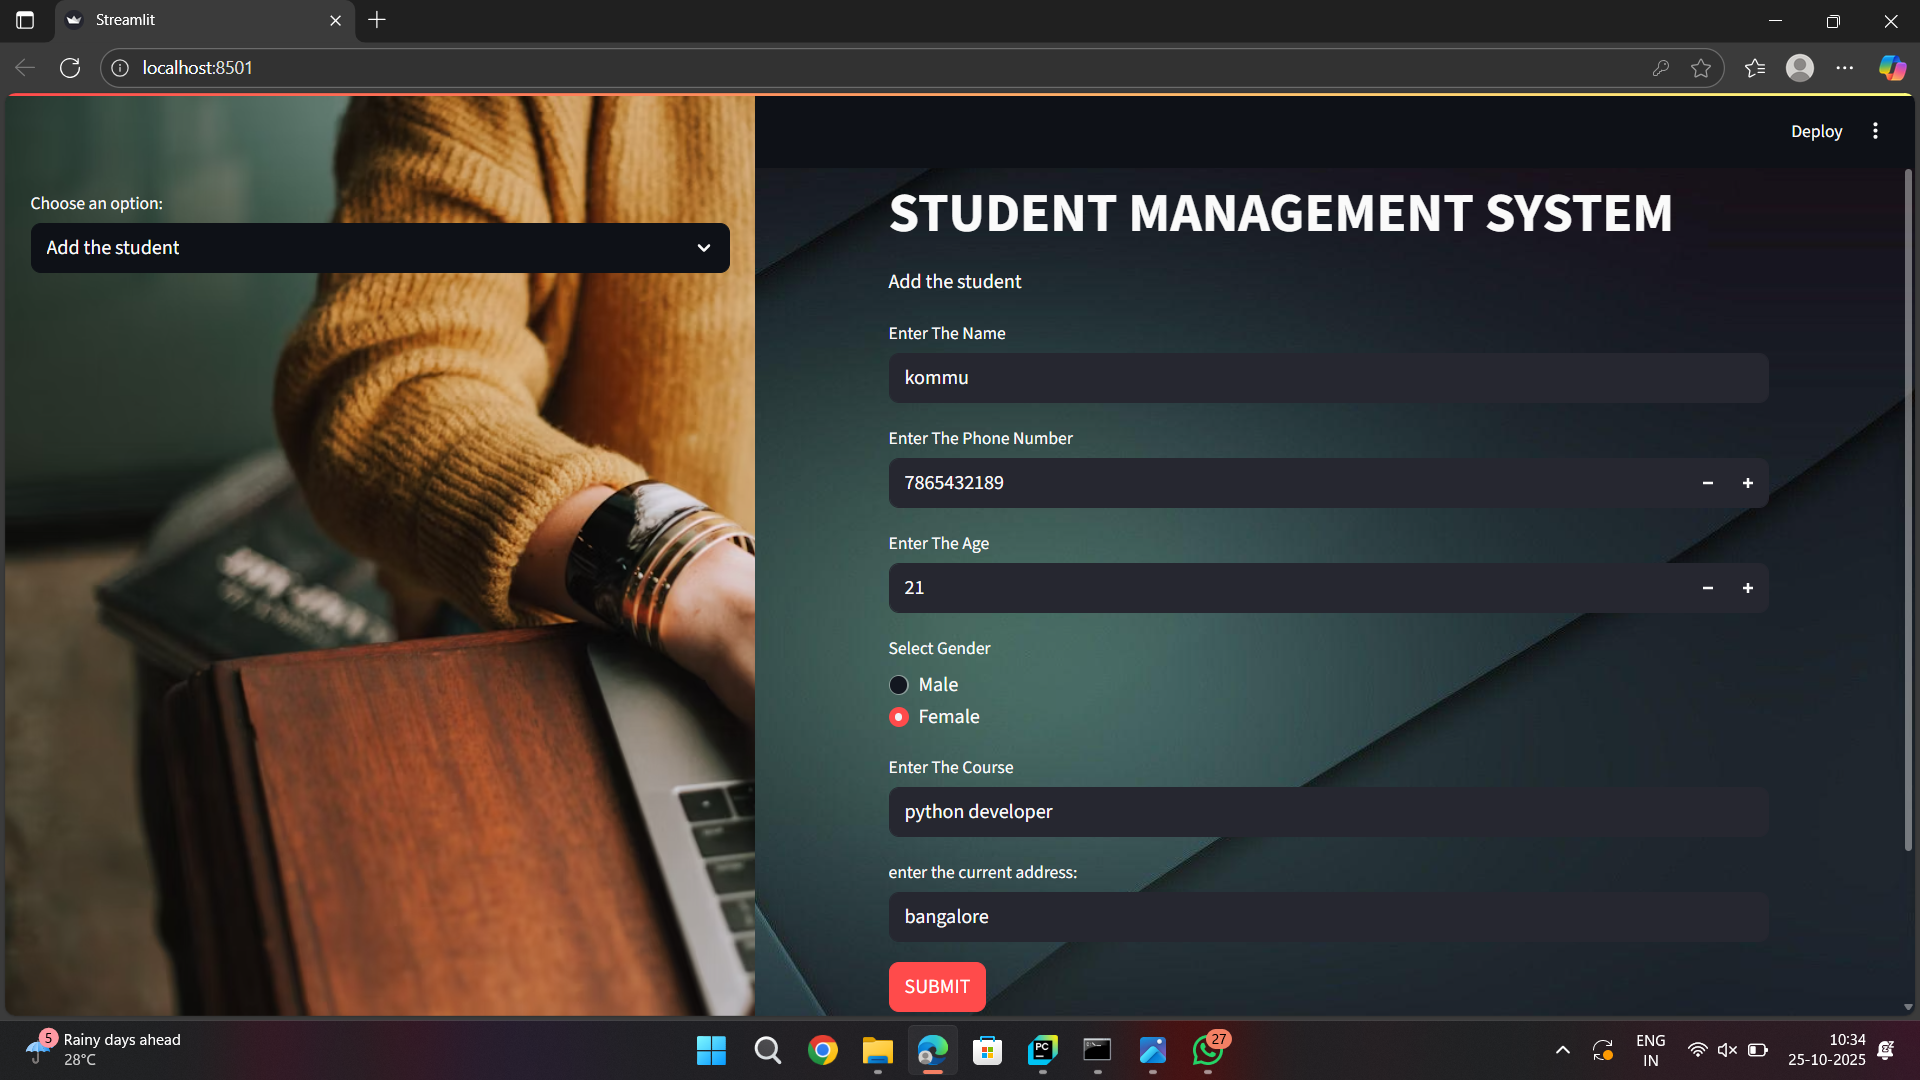 Streamlit
localhost:8501
Deploy
Choose an option:
Add the student
STUDENT MANAGEMENT SYSTEM
Add the student
Enter The Name
kommu
Enter The Phone Number
7865432189
Enter The Age
21
Select Gender
Male
Female
Enter The Course
python developer
enter the current address:
bangalore
SUBMIT
5
Rainy days ahead
28°C
PC
27
ENG
IN
10:34
25-10-2025